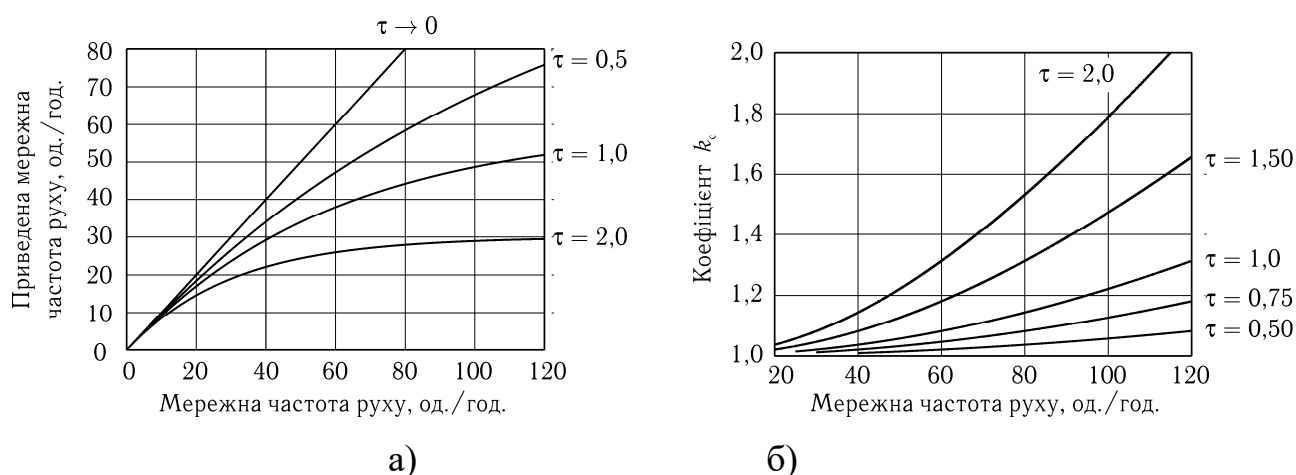 τ → 0
80
70
60
50
40
30
20
10
0
Приведена мережна
частота руху, од./год.
τ = 0,5
τ = 1,0
τ = 2,0
0 20 40 60 80 100 120
Мережна частота руху, од./год.
а)
2,0
1,8
1,6
1,4
1,2
1,0
Коефіцієнт kс
τ = 2,0
τ = 1,50
τ = 1,0
τ = 0,75
τ = 0,50
20 40 60 80 100 120
Мережна частота руху, од./год.
б)